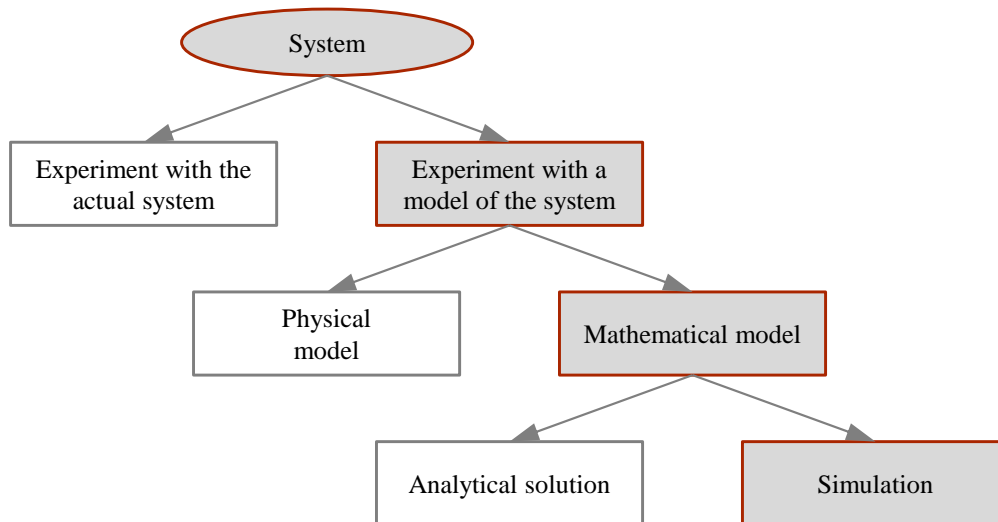 System
Experiment with the
actual system
Experiment with a
model of the system
Physical
model
Mathematical model
Analytical solution
Simulation